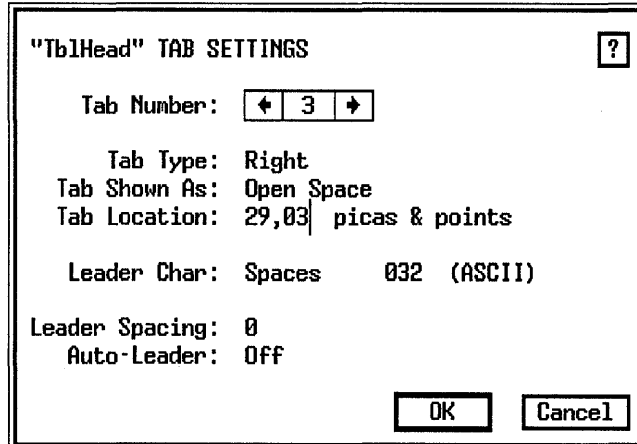 "TblHead" TAB SETTINGS ?
Tab Number: ← 3 →
Tab Type: Right
Tab Shown As: Open Space
Tab Location: 29,03 picas & points
Leader Char: Spaces 032 (ASCII)
Leader Spacing: 0
Auto-Leader: Off
OK Cancel